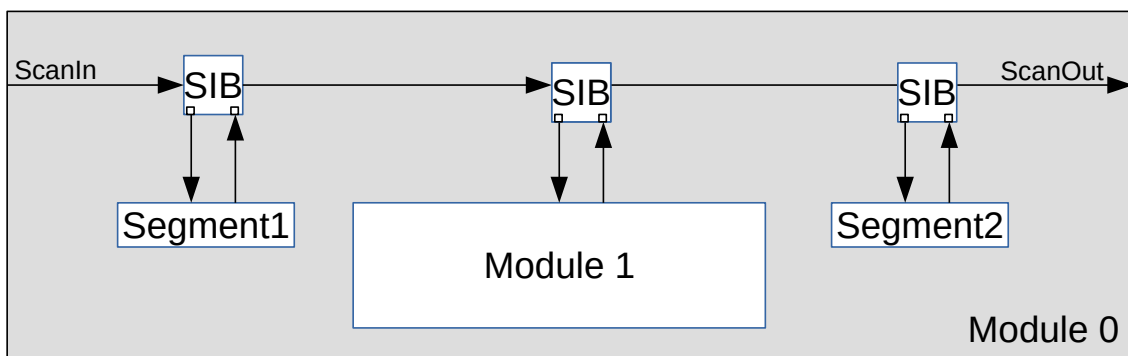 ScanIn
SIB
SIB
SIB
ScanOut
Segment1
Module 1
Segment2
Module 0